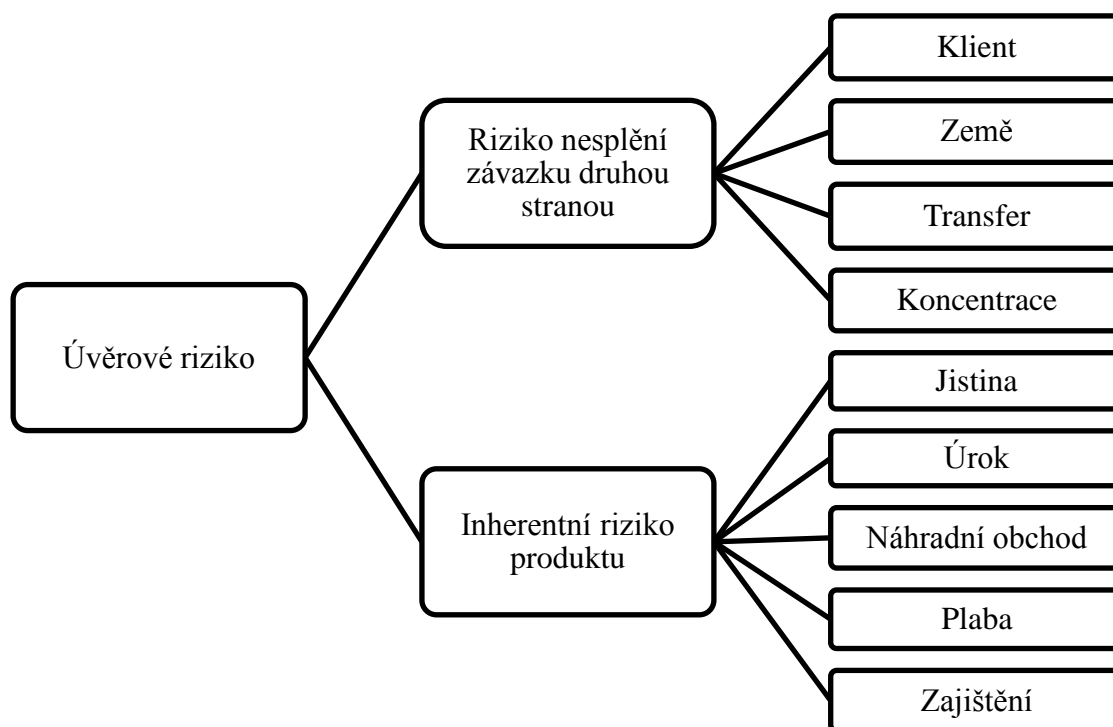 Úvěrové riziko
Riziko nesplění
závazku druhou
stranou
Klient
Země
Transfer
Koncentrace
Inherentní riziko
produktu
Jistina
Úrok
Náhradní obchod
Plaba
Zajištění